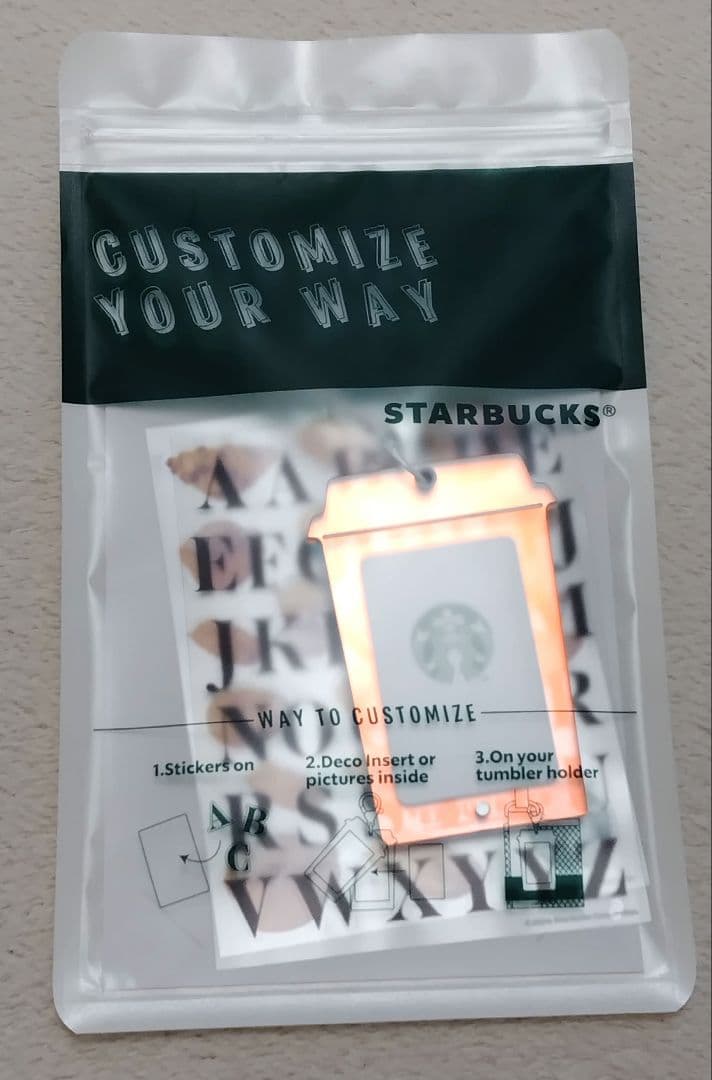 CUSTOMIZE
YOUR WAY
STARBUCKS®
A A E
E F J
J K
N O R
WAY TO CUSTOMIZE
1.Stickers on
2.Deco Insert or
pictures inside
3.On your
tumbler holder
R S U
A B
C
V W X Y Y Z